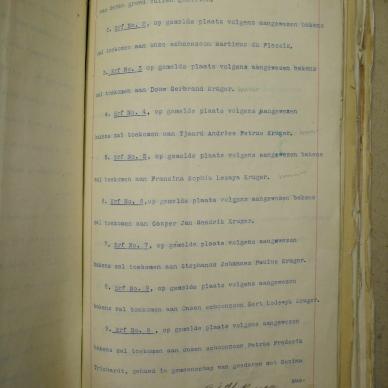 2. Erf No. 2, op gemelde plaats volgens aangewezen bakens
zal toekomen aan onze schoonzoon Martinus
3. Erf No. 3 op gemelde plaats volgens aangewezen bakens
zal toekomen aan Douw Gerbrand Kruger.
4. Erf No. 4, op gemelde plaats volgens aangewezen
bakens zal toekomen aan Tjaard Andries Petrus Kruger.
5. Erf No. 5, op gemelde plaats volgens aangewezen bakens
zal toekomen aan Francina Sophia Lesaya Kruger.
6. Erf No. 6, op gemelde plaats volgens aangewezen bakens
zal toekomen aan Casper Jan Hendrik Kruger.
7. Erf No. 7, op gemelde plaats volgens aangewezen
bakens zal toekomen aan Stephanus Johannes Paulus Kruger.
8. Erf No. 8, op gemelde plaats volgens aangewezen
bakens zal toekomen aan Onzen schoonzoon Gert Lodewyk Kruger.
9. Erf No. 9, op gemelde plaats volgens aangewezen
bakens zal toekomen aan onzen schoonzoon Petrus Frederik
Trichardt, gehuwd in gemeenschap van goederen met Gezina